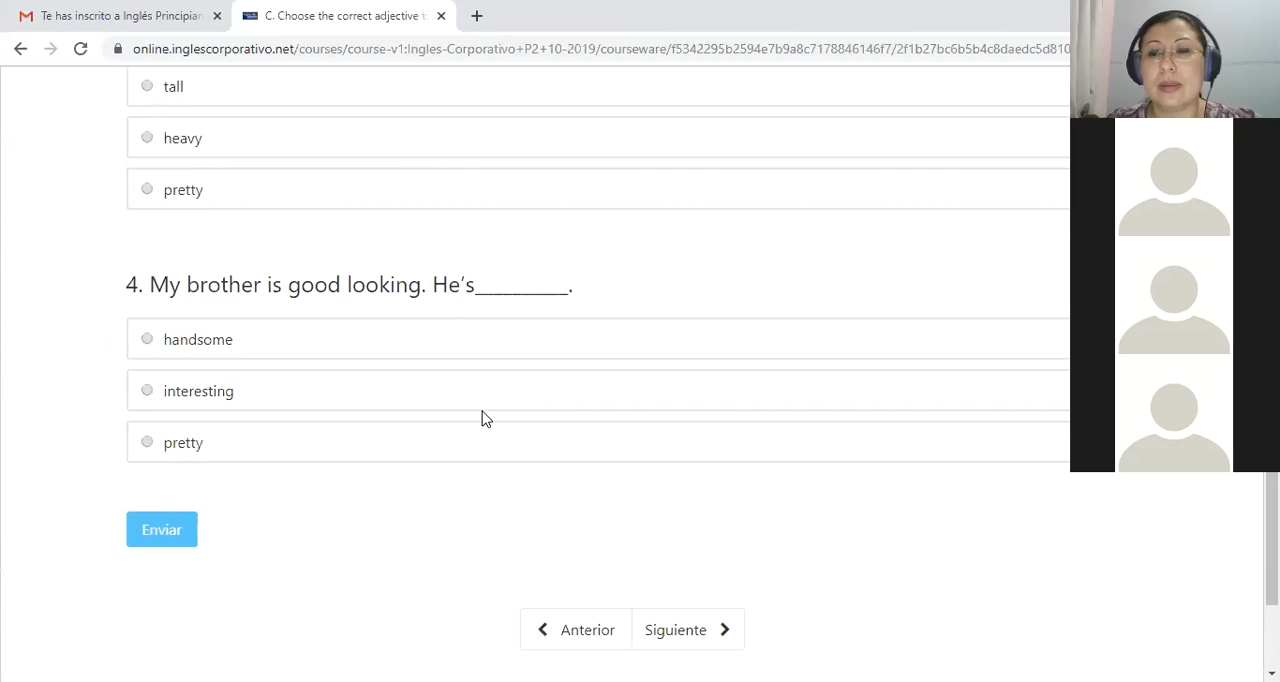 Te has inscrito a Inglés Principian
C. Choose the correct adjective t
online.inglescorporativo.net/courses/course-v1:Ingles-Corporativo+P2+10-2019/courseware/f5342295b2594e7b9a8c7178846146f7/2f1b27bc6b5b4c8daedc5d810
tall
heavy
pretty
4. My brother is good looking. He’s__________.
handsome
interesting
pretty
Enviar
Anterior
Siguiente